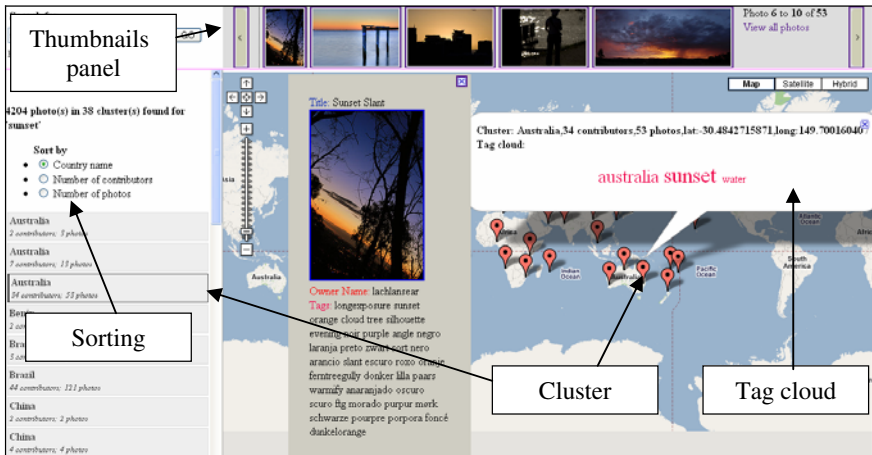 Thumbnails
panel
Photo 6 to 10 of 53
View all photos
4204 photo(s) in 38 cluster(s) found for
'sunset'
Sort by
Country name
Number of contributors
Number of photos
Australia
2 contributors; 3 photos
Australia
7 contributors; 13 photos
Australia
34 contributors; 53 photos
Sorting
Brazil
44 contributors; 121 photos
China
2 contributors; 2 photos
China
4 contributors; 4 photos
Title: Sunset Slant
Owner Name: lachlansear
Tags: longexposure sunset
orange cloud tree silhouette
evening noir purple angle negro
laranja preto zwart sort nero
arancio slant escuro roxo oranje
ferntreegully donker lilla paars
warmify anaranjado oscuro
scuro ftg morado purpur mørk
schwarze pourpre porpora foncé
dunkelorange
Map Satellite Hybrid
Cluster: Australia,34 contributors,53 photos,lat:-30.4842715871,long:149.70016040
Tag cloud:
australia sunset water
Africa
Atlantic
Ocean
Indian
Ocean
Australia
Pacific
Ocean
South
America
Australia
Cluster
Tag cloud